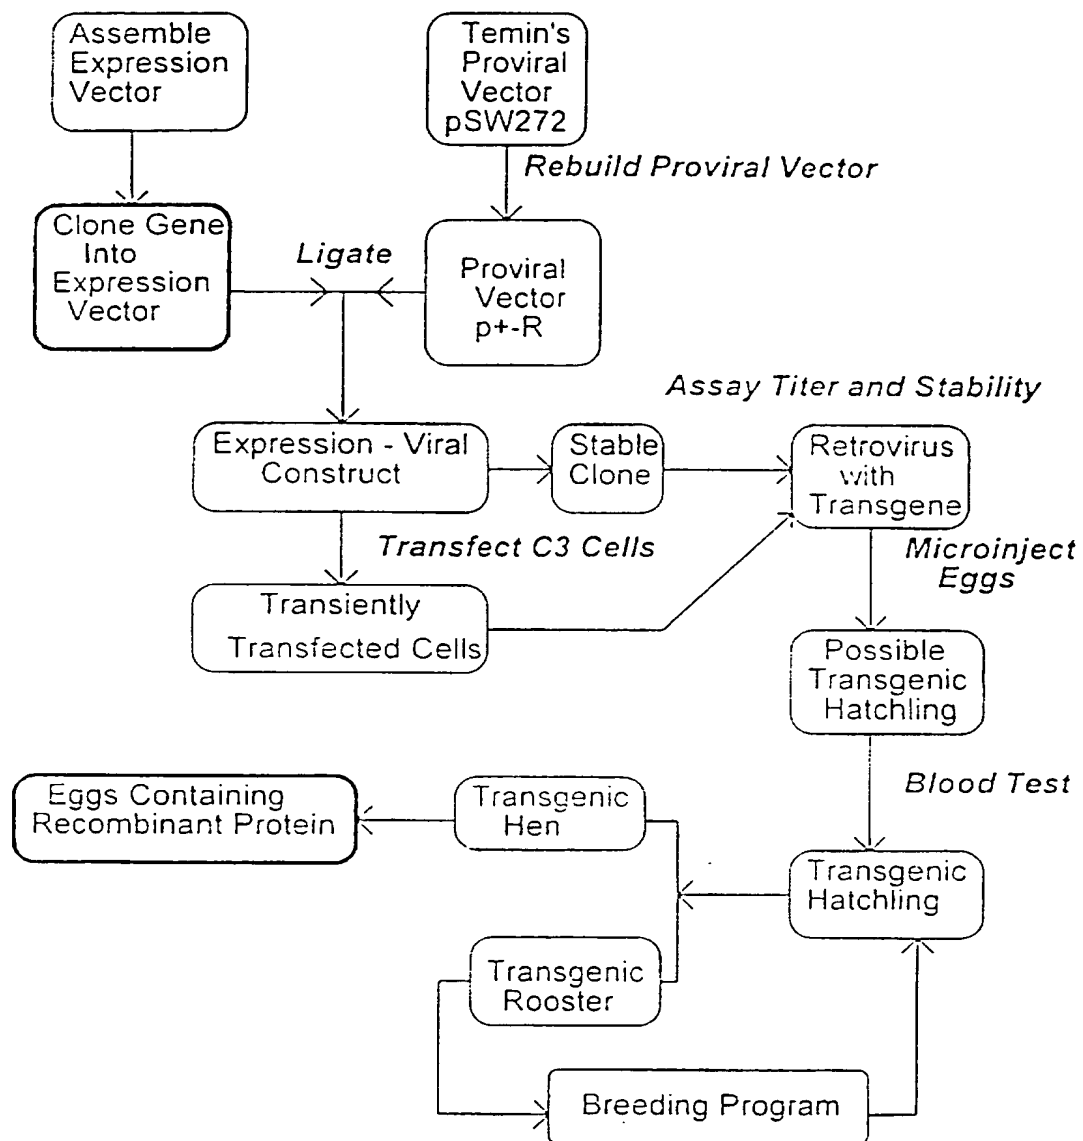 Assemble
Expression
Vector
Temin's
Proviral
Vector
pSW272
Rebuild Proviral Vector
Clone Gene
Into
Expression
Vector
Ligate
Proviral
Vector
p+-R
Assay Titer and Stability
Expression - Viral
Construct
Stable
Clone
Retrovirus
with
Transgene
Transfect C3 Cells
Microinject
Eggs
Transiently
Transfected Cells
Possible
Transgenic
Hatchling
Blood Test
Eggs Containing
Recombinant Protein
Transgenic
Hen
Transgenic
Hatchling
Transgenic
Rooster
Breeding Program